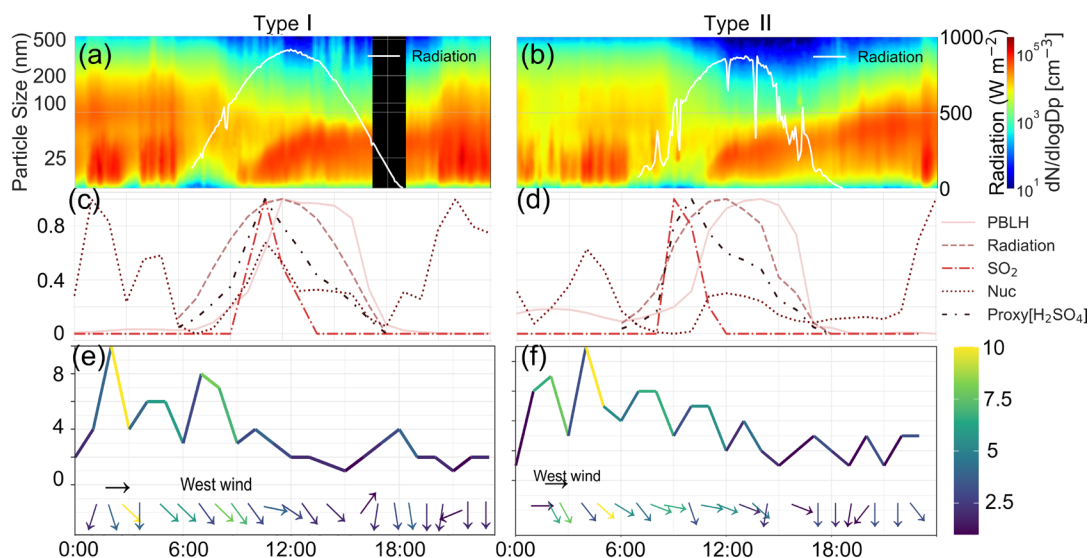 Type I
Type II
(a)
Radiation
500
200
100
25
Particle Size (nm)
(b)
Radiation
1000
500
0
Radiation (W m⁻²)
10⁵
10¹
dN/dlogDp [cm⁻³]
(c)
0.8
0.4
0
(d)
PBLH
Radiation
SO₂
Nuc
Proxy[H₂SO₄]
(e)
8
4
0
West wind
(f)
West wind
10
7.5
5.0
2.5
0:00 6:00 12:00 18:00
0:00 6:00 12:00 18:00